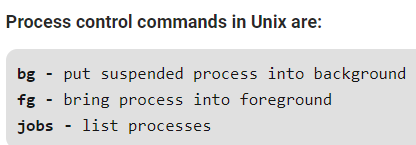 Process control commands in Unix are:
bg - put suspended process into background
fg - bring process into foreground
jobs - list processes